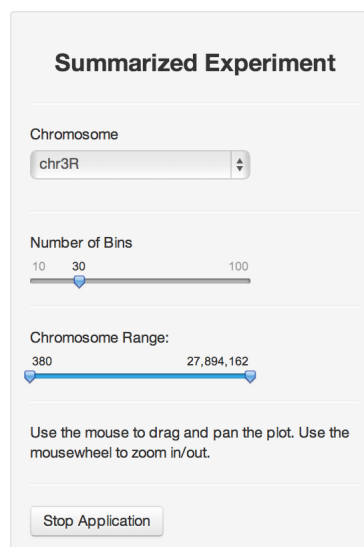 Summarized Experiment
Chromosome
chr3R
Number of Bins
10 30 100
Chromosome Range:
380 27,894,162
Use the mouse to drag and pan the plot. Use the
mousewheel to zoom in/out.
Stop Application